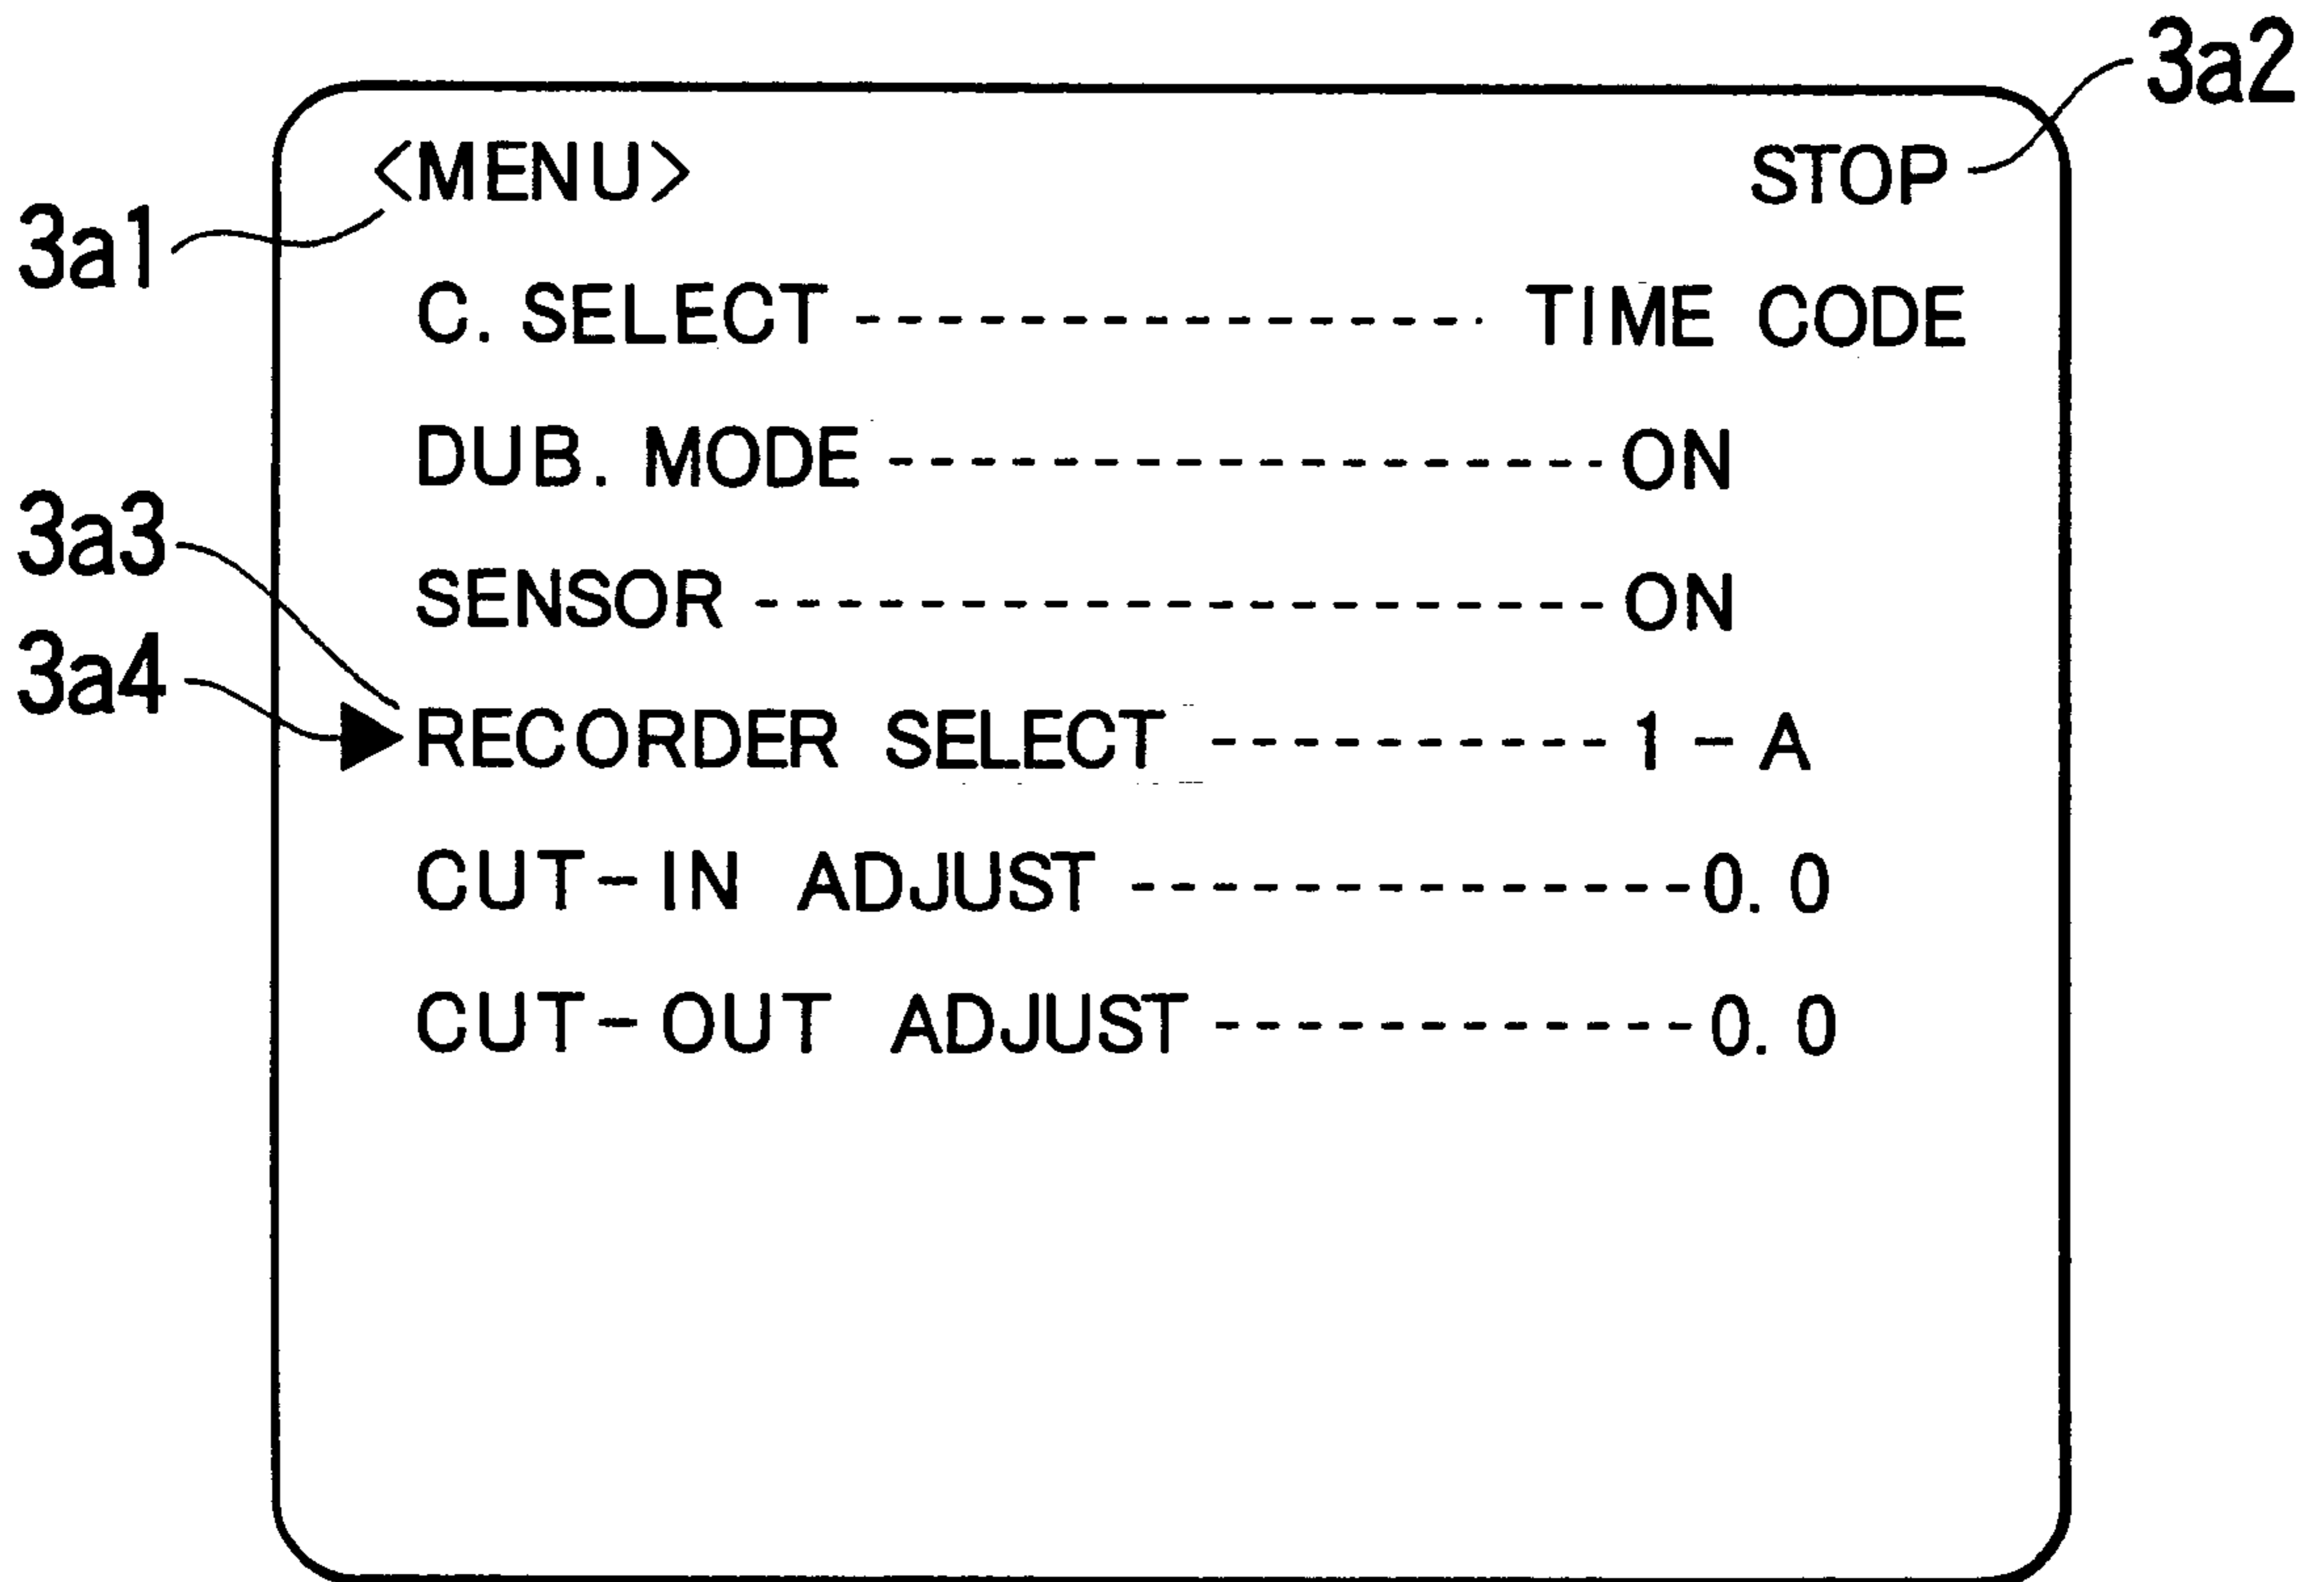 3a2
<MENU> STOP
3a1
C. SELECT ---------------- TIME CODE
DUB. MODE ------------------ ON
3a3
SENSOR --------------------- ON
3a4
RECORDER SELECT ---------- 1-A
CUT-IN ADJUST -------------- 0.0
CUT-OUT ADJUST ------------ 0.0